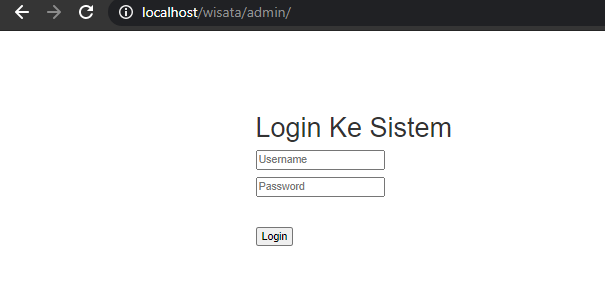 localhost/wisata/admin/
Login Ke Sistem
Username
Password
Login